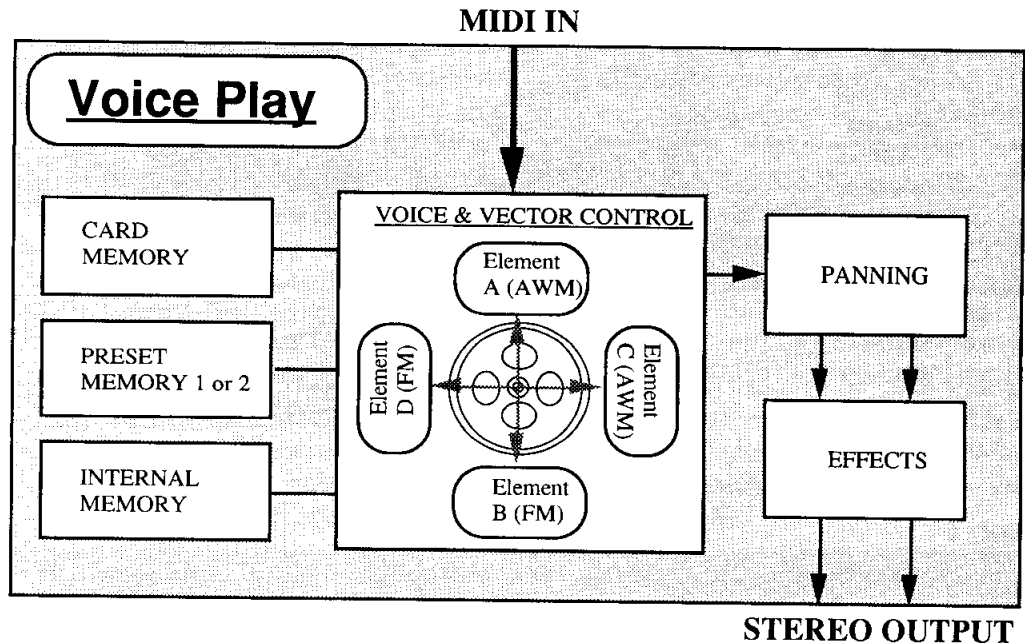 MIDI IN
Voice Play
CARD
MEMORY
PRESET
MEMORY 1 or 2
INTERNAL
MEMORY
VOICE & VECTOR CONTROL
Element
A (AWM)
Element
D (FM)
Element
C (AWM)
Element
B (FM)
PANNING
EFFECTS
STEREO OUTPUT